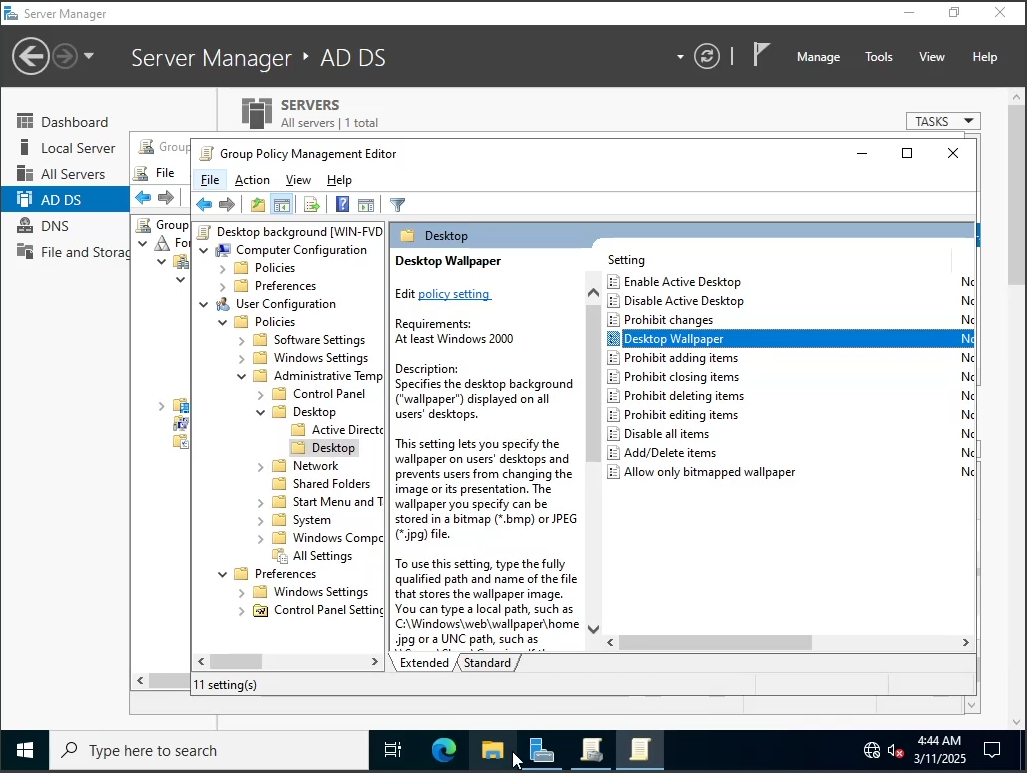 Server Manager
Server Manager ‣ AD DS
Manage Tools View Help
Dashboard
Local Server
All Servers
AD DS
DNS
File and Storag
SERVERS
All servers | 1 total
TASKS
Group
File
Group
For
Group Policy Management Editor
File Action View Help
Desktop background [WIN-FVD
Computer Configuration
Policies
Preferences
User Configuration
Policies
Software Settings
Windows Settings
Administrative Temp
Control Panel
Desktop
Active Directo
Desktop
Network
Shared Folders
Start Menu and T
System
Windows Compo
All Settings
Preferences
Windows Settings
Control Panel Setting
Desktop
Desktop Wallpaper
Edit policy setting
Requirements:
At least Windows 2000
Description:
Specifies the desktop background
("wallpaper") displayed on all
users' desktops.
This setting lets you specify the
wallpaper on users' desktops and
prevents users from changing the
image or its presentation. The
wallpaper you specify can be
stored in a bitmap (*.bmp) or JPEG
(*.jpg) file.
To use this setting, type the fully
qualified path and name of the file
that stores the wallpaper image.
You can type a local path, such as
C:\Windows\web\wallpaper\home
.jpg or a UNC path, such as
Setting
Enable Active Desktop No
Disable Active Desktop No
Prohibit changes No
Desktop Wallpaper No
Prohibit adding items No
Prohibit closing items No
Prohibit deleting items No
Prohibit editing items No
Disable all items No
Add/Delete items No
Allow only bitmapped wallpaper No
Extended Standard
11 setting(s)
Type here to search
4:44 AM
3/11/2025